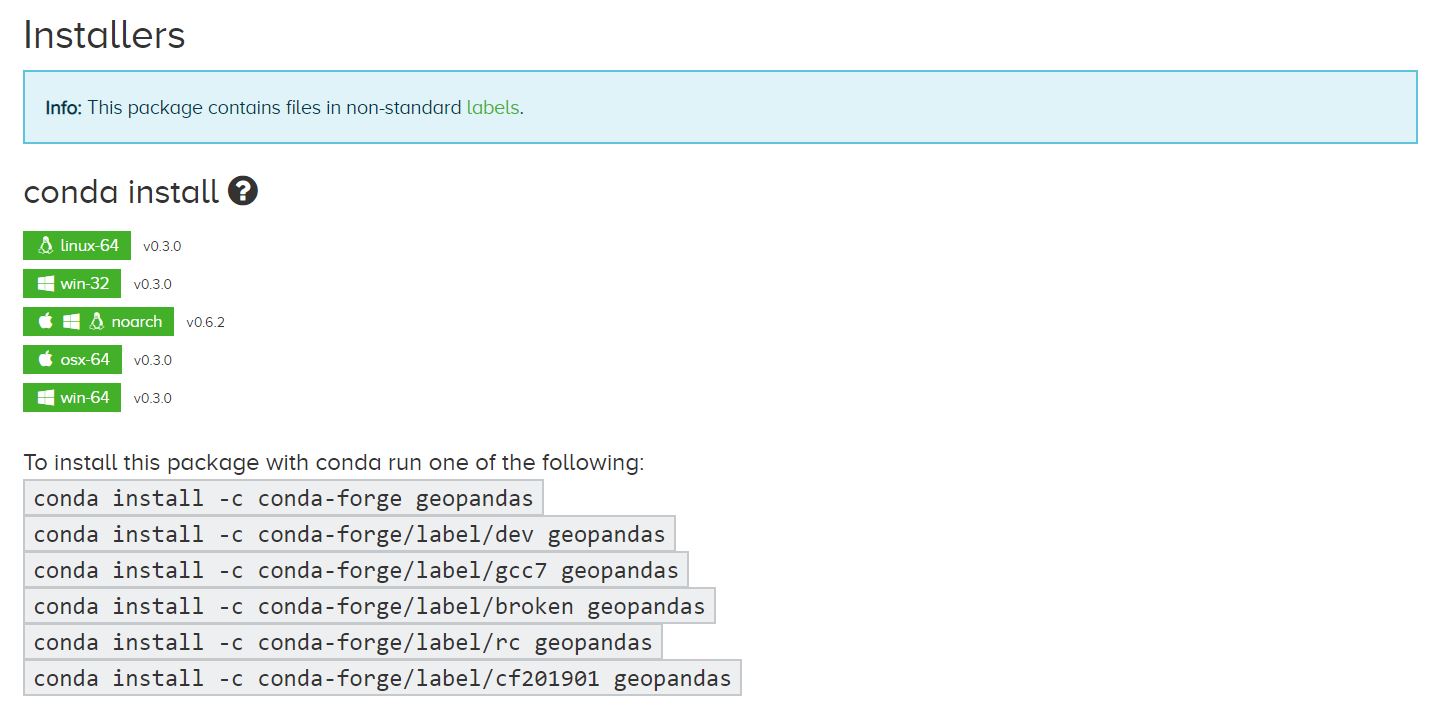 Installers
Info: This package contains files in non-standard labels.
conda install ?
linux-64 v0.3.0
win-32 v0.3.0
noarch v0.6.2
osx-64 v0.3.0
win-64 v0.3.0
To install this package with conda run one of the following:
conda install -c conda-forge geopandas
conda install -c conda-forge/label/dev geopandas
conda install -c conda-forge/label/gcc7 geopandas
conda install -c conda-forge/label/broken geopandas
conda install -c conda-forge/label/rc geopandas
conda install -c conda-forge/label/cf201901 geopandas